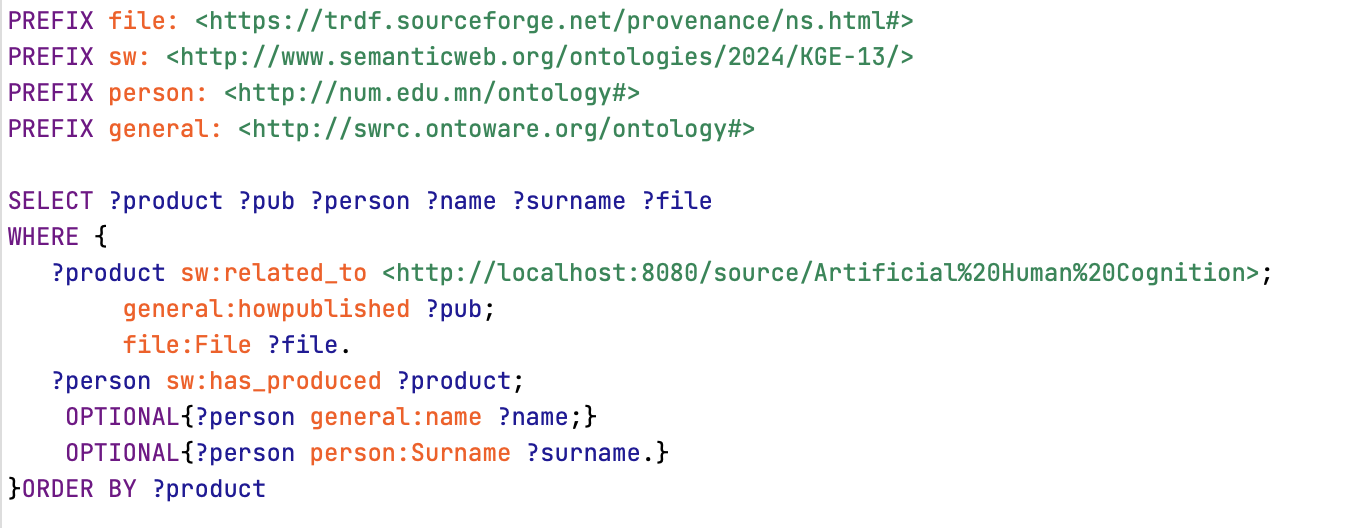 PREFIX file: <https://trdf.sourceforge.net/provenance/ns.html#>
PREFIX sw: <http://www.semanticweb.org/ontologies/2024/KGE-13/>
PREFIX person: <http://num.edu.mn/ontology#>
PREFIX general: <http://swrc.ontoware.org/ontology#>

SELECT ?product ?pub ?person ?name ?surname ?file
WHERE {
   ?product sw:related_to <http://localhost:8080/source/Artificial%20Human%20Cognition>;
        general:howpublished ?pub;
        file:File ?file.
   ?person sw:has_produced ?product;
    OPTIONAL{?person general:name ?name;}
    OPTIONAL{?person person:Surname ?surname.}
}ORDER BY ?product